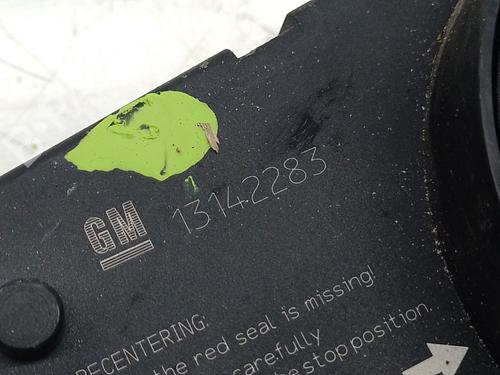 GM 13142283
RECENTERING:
the red seal is missing!
carefully
stop position.